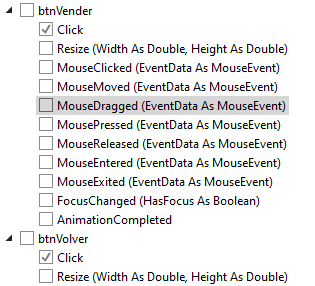 btnVender
Click
Resize (Width As Double, Height As Double)
MouseClicked (EventData As MouseEvent)
MouseMoved (EventData As MouseEvent)
MouseDragged (EventData As MouseEvent)
MousePressed (EventData As MouseEvent)
MouseReleased (EventData As MouseEvent)
MouseEntered (EventData As MouseEvent)
MouseExited (EventData As MouseEvent)
FocusChanged (HasFocus As Boolean)
AnimationCompleted
btnVolver
Click
Resize (Width As Double, Height As Double)